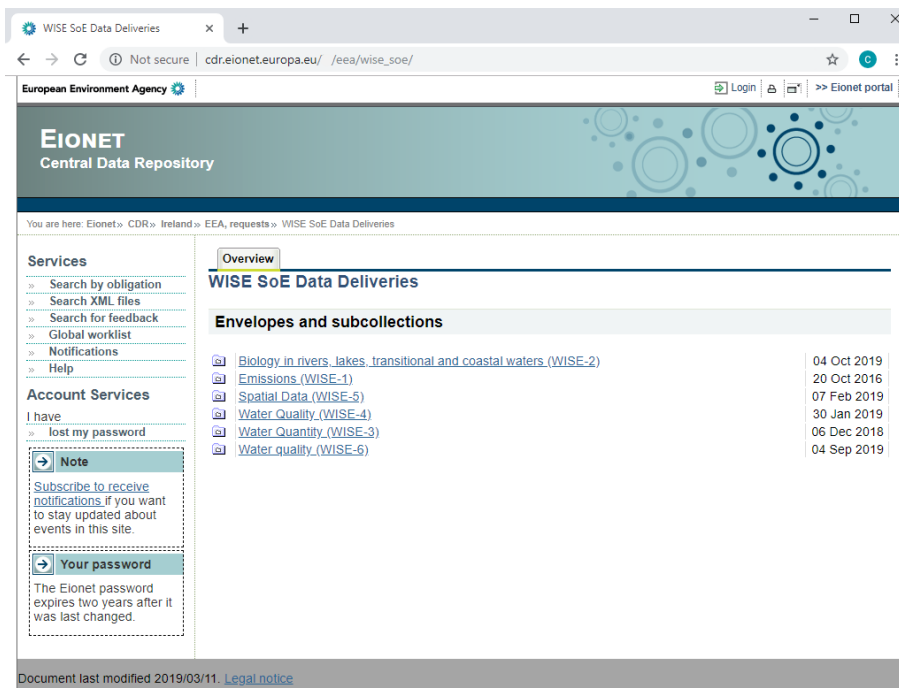 WISE SoE Data Deliveries
Not secure | cdr.eionet.europa.eu/ /eea/wise_soe/
C
European Environment Agency
Login
>> Eionet portal
EIONET
Central Data Repository
You are here: Eionet» CDR» Ireland» EEA, requests» WISE SoE Data Deliveries
Services
» Search by obligation
» Search XML files
» Search for feedback
» Global worklist
» Notifications
» Help
Account Services
I have
» lost my password
Note
Subscribe to receive
notifications if you want
to stay updated about
events in this site.
Your password
The Eionet password
expires two years after it
was last changed.
Overview
WISE SoE Data Deliveries
Envelopes and subcollections
Biology in rivers, lakes, transitional and coastal waters (WISE-2) 04 Oct 2019
Emissions (WISE-1) 20 Oct 2016
Spatial Data (WISE-5) 07 Feb 2019
Water Quality (WISE-4) 30 Jan 2019
Water Quantity (WISE-3) 06 Dec 2018
Water quality (WISE-6) 04 Sep 2019
Document last modified 2019/03/11. Legal notice